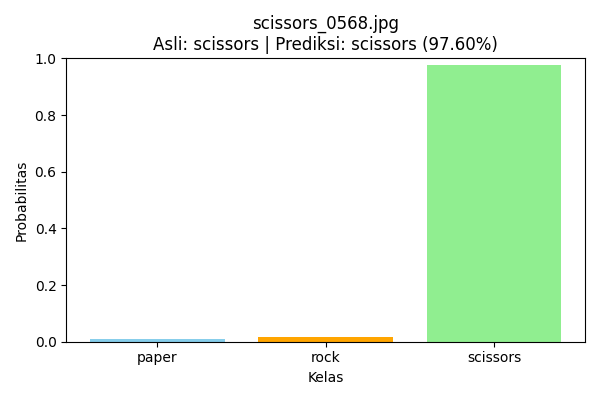 scissors_0568.jpg
Asli: scissors | Prediksi: scissors (97.60%)
1.0
0.8
0.6
0.4
0.2
0.0
Probabilitas
paper
rock
scissors
Kelas